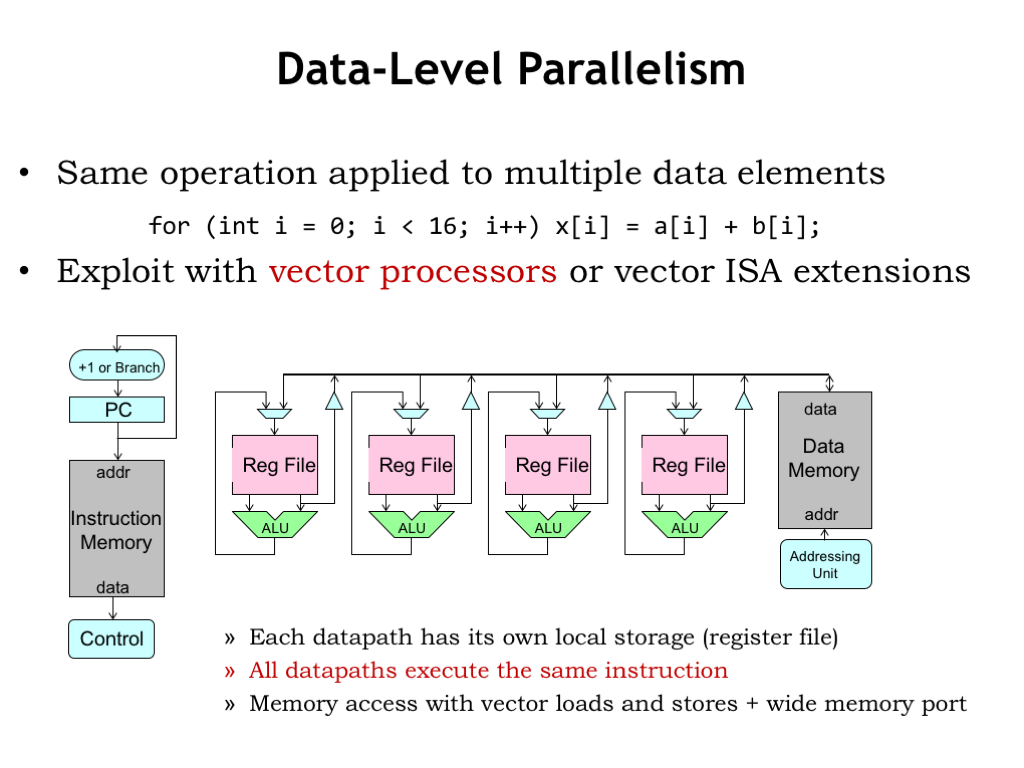 Data-Level Parallelism
• Same operation applied to multiple data elements
for (int i = 0; i < 16; i++) x[i] = a[i] + b[i];
• Exploit with vector processors or vector ISA extensions
+1 or Branch
PC
addr
Instruction
Memory
data
Control
Reg File
ALU
Reg File
ALU
Reg File
ALU
Reg File
ALU
data
Data
Memory
addr
Addressing
Unit
» Each datapath has its own local storage (register file)
» All datapaths execute the same instruction
» Memory access with vector loads and stores + wide memory port